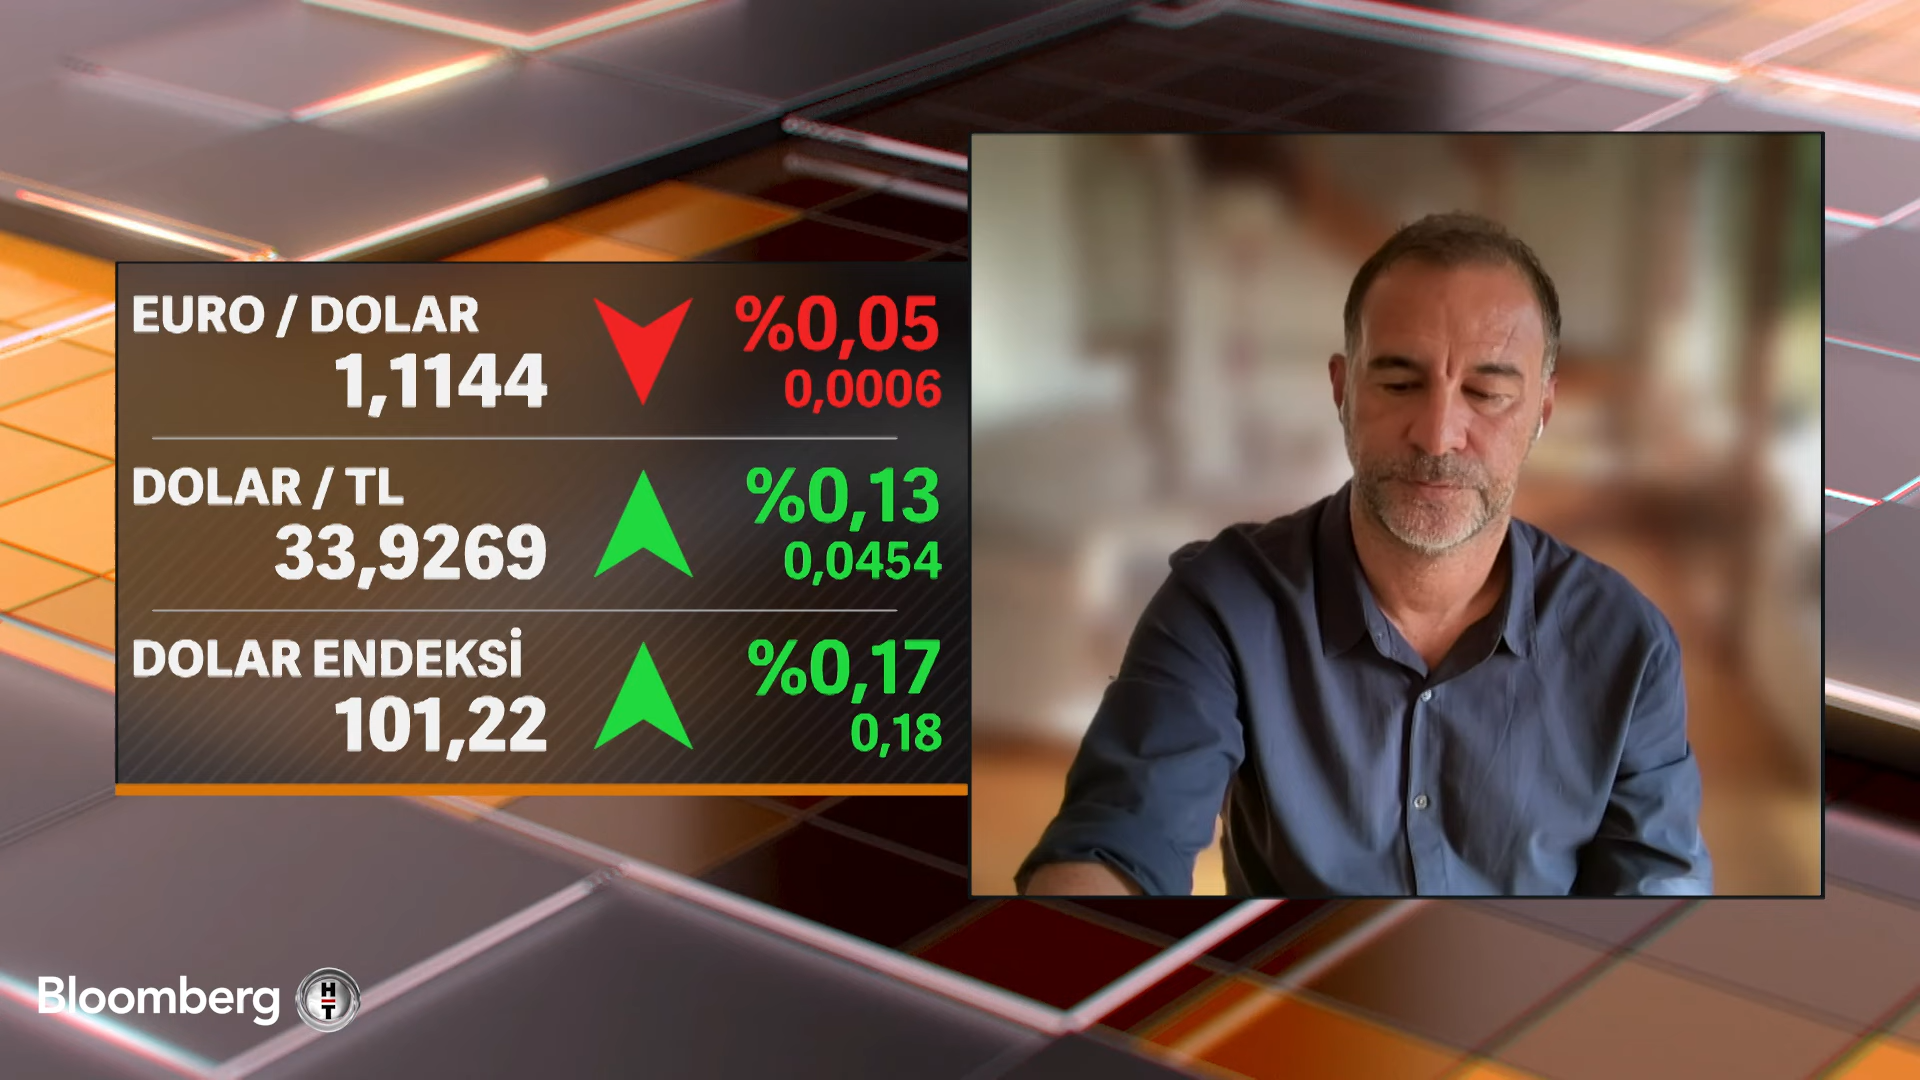 EURO / DOLAR
1,1144
%0,05
0,0006
DOLAR / TL
33,9269
%0,13
0,0454
DOLAR ENDEKSİ
101,22
%0,17
0,18
Bloomberg HT